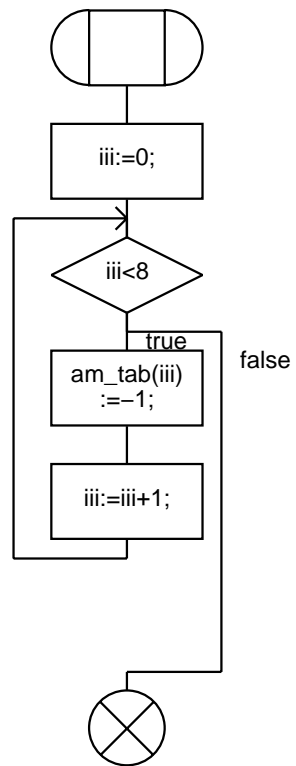 iii:=0;
iii<8
true
false
am_tab(iii)
:=−1;
iii:=iii+1;